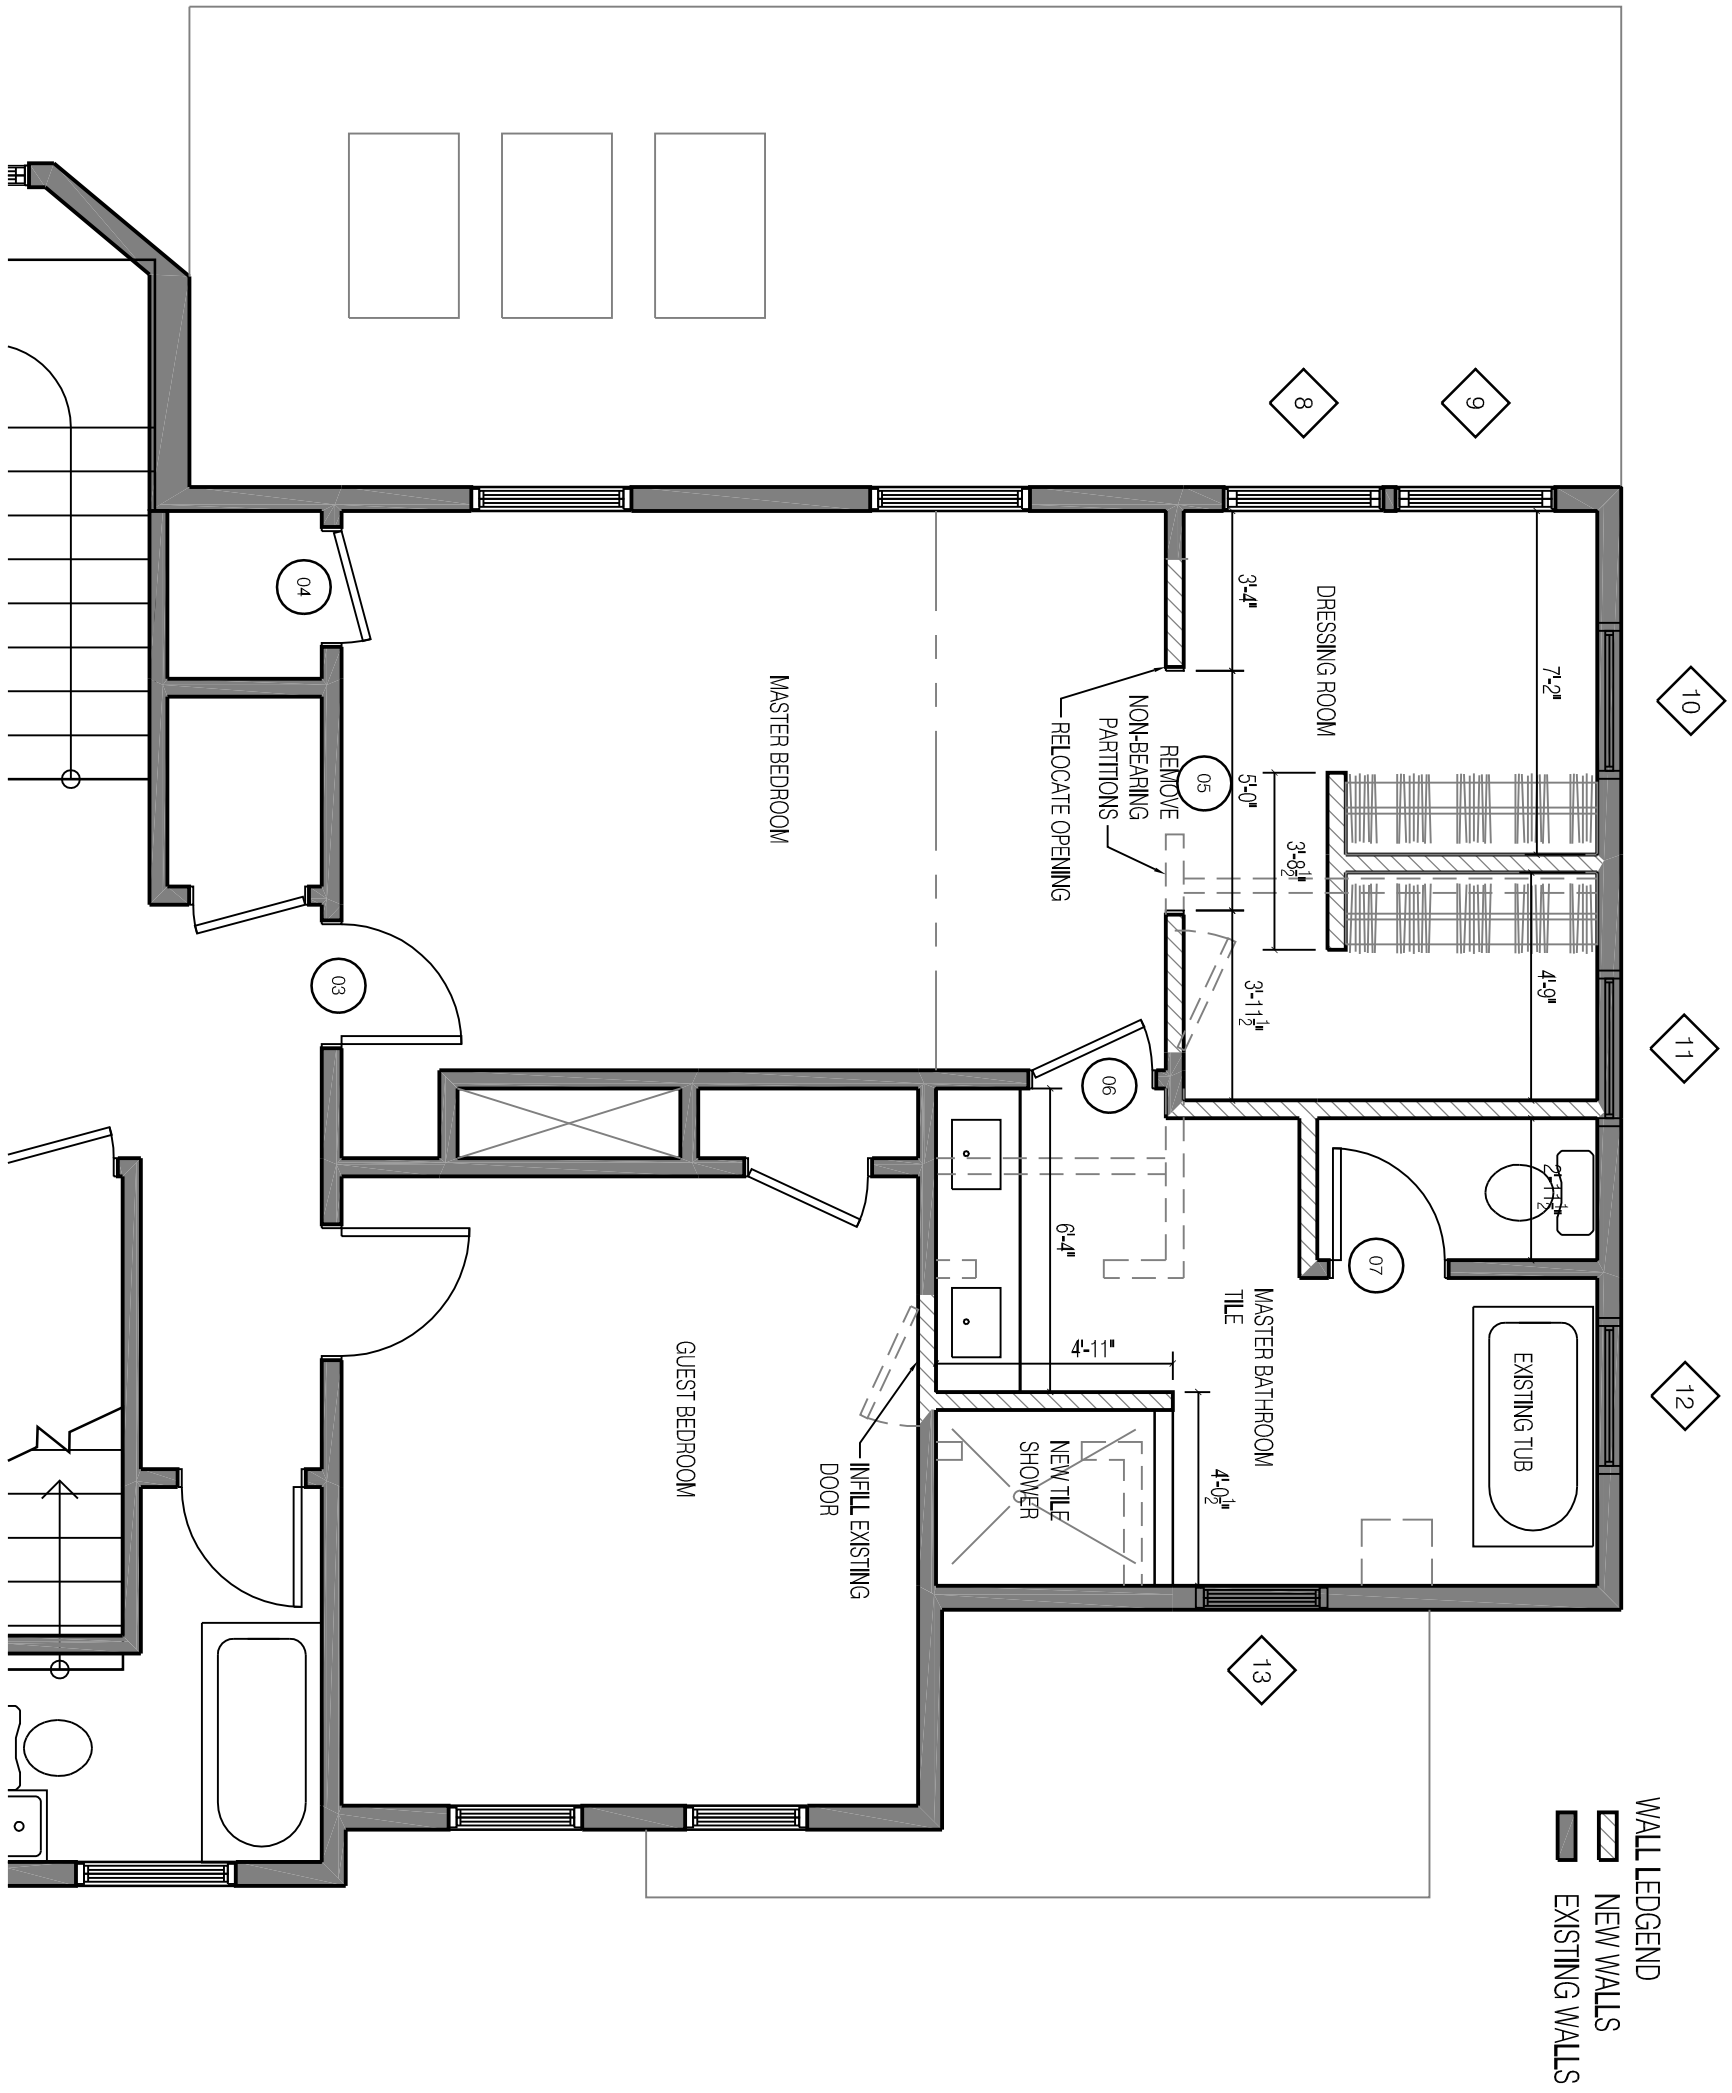 8
9
10
11
12
13
3'-4"
5'-0"
3'-11½"
7'-2"
4'-9"
3'-8½"
2'-11½"
6'-4"
4'-11"
4'-0½"
DRESSING ROOM
REMOVE
NON-BEARING
PARTITIONS
RELOCATE OPENING
MASTER BEDROOM
04
03
05
06
07
MASTER BATHROOM
TILE
EXISTING TUB
NEW TILE
SHOWER
GUEST BEDROOM
INFILL EXISTING
DOOR
WALL LEDGEND
NEW WALLS
EXISTING WALLS